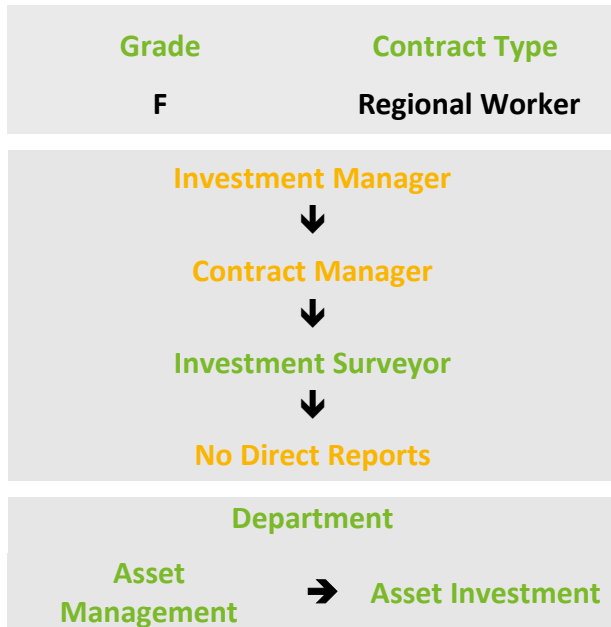 Grade Contract Type
F Regional Worker
Investment Manager
Contract Manager
Investment Surveyor
No Direct Reports
Department
Asset
Management
Asset Investment